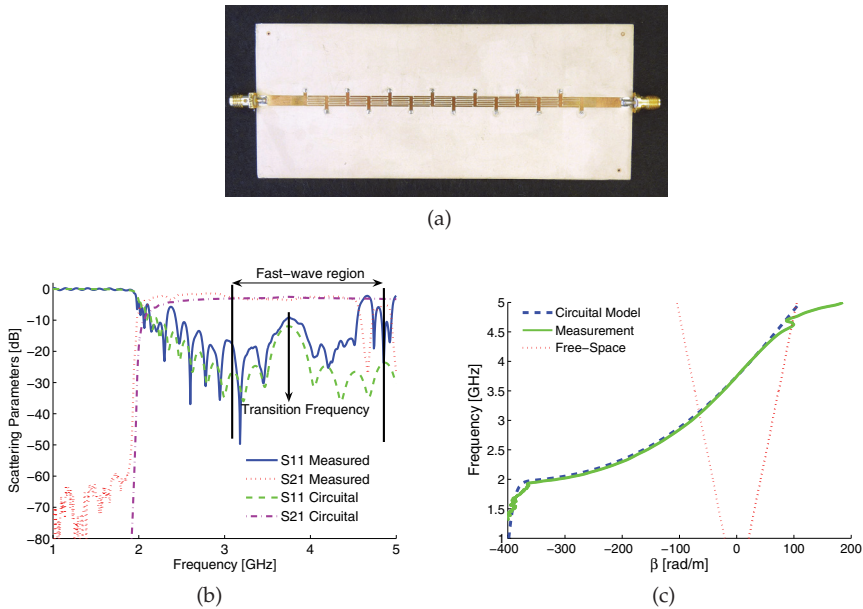 (a)
Fast−wave region
Transition Frequency
S11 Measured
S21 Measured
S11 Circuital
S21 Circuital
0
−10
−20
−30
−40
−50
−60
−70
−80
1
2
3
4
5
Scattering Parameters [dB]
Frequency [GHz]
(b)
Circuital Model
Measurement
Free−Space
5
4.5
4
3.5
3
2.5
2
1.5
1
−400
−300
−200
−100
0
100
200
Frequency [GHz]
β [rad/m]
(c)